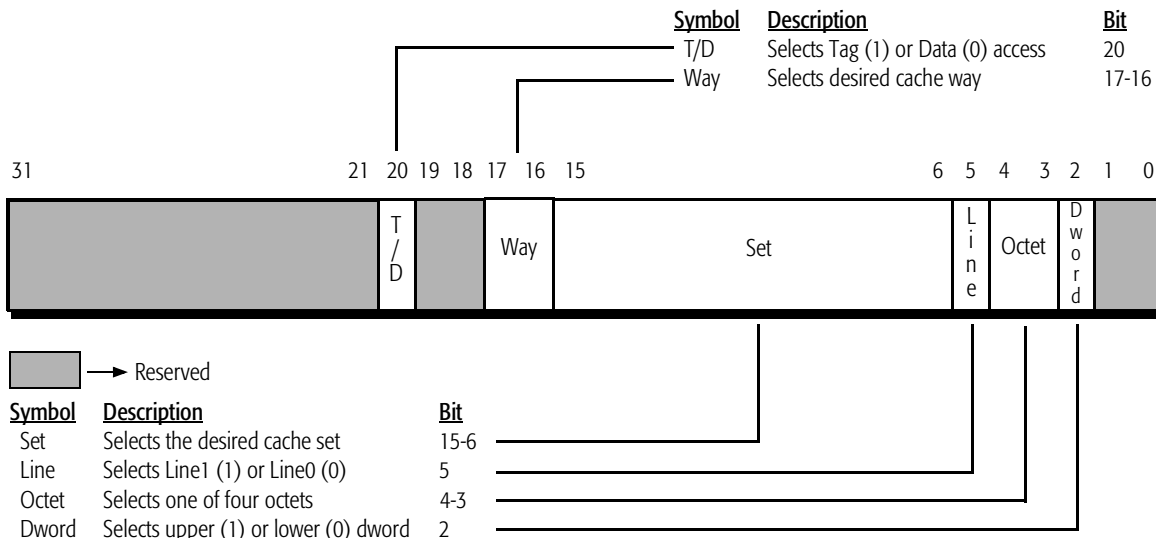 Symbol Description Bit
T/D Selects Tag (1) or Data (0) access 20
Way Selects desired cache way 17-16
31 21 20 19 18 17 16 15 6 5 4 3 2 1 0
T/D Way Set Line Octet Dword
Reserved
Symbol Description Bit
Set Selects the desired cache set 15-6
Line Selects Line1 (1) or Line0 (0) 5
Octet Selects one of four octets 4-3
Dword Selects upper (1) or lower (0) dword 2